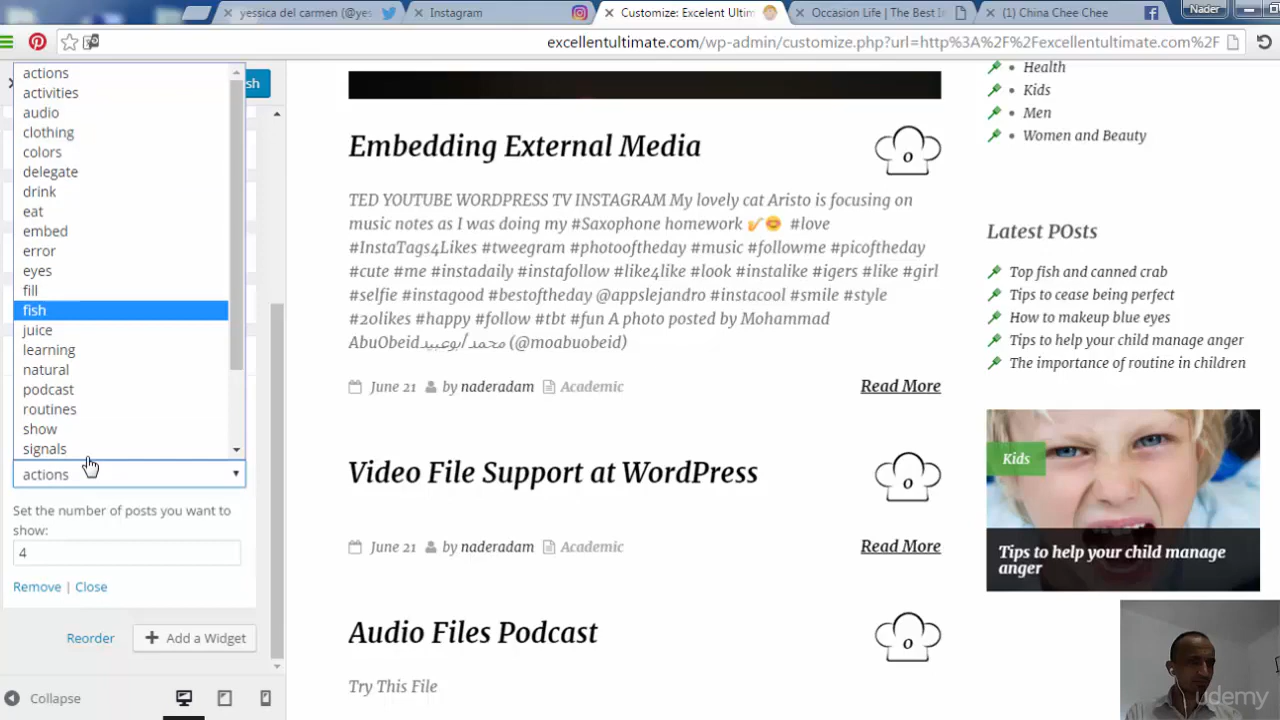 yessica del carmen (@yes
Instagram
Customize: Excelent Ultim
Occasion Life | The Best I
(1) China Chee Chee
Nader
excellentultimate.com/wp-admin/customize.php?url=http%3A%2F%2Fexcellentultimate.com%2F
sh
actions
activities
audio
clothing
colors
delegate
drink
eat
embed
error
eyes
fill
fish
juice
learning
natural
podcast
routines
show
signals
actions
Set the number of posts you want to
show:
4
Remove | Close
Reorder
Add a Widget
Collapse
Embedding External Media
0
TED YOUTUBE WORDPRESS TV INSTAGRAM My lovely cat Aristo is focusing on
music notes as I was doing my #Saxophone homework 🎷😍 #love
#InstaTags4Likes #tweegram #photooftheday #music #followme #picoftheday
#cute #me #instadaily #instafollow #like4like #look #instalike #igers #like #girl
#selfie #instagood #bestoftheday @appslejandro #instacool #smile #style
#20likes #happy #follow #tbt #fun A photo posted by Mohammad
AbuObeid محمد/ابوعبيد (@moabuobeid)
June 21 by naderadam Academic Read More
Video File Support at WordPress
0
June 21 by naderadam Academic Read More
Audio Files Podcast
0
Try This File
Health
Kids
Men
Women and Beauty
Latest POsts
Top fish and canned crab
Tips to cease being perfect
How to makeup blue eyes
Tips to help your child manage anger
The importance of routine in children
Kids
Tips to help your child manage
anger
udemy